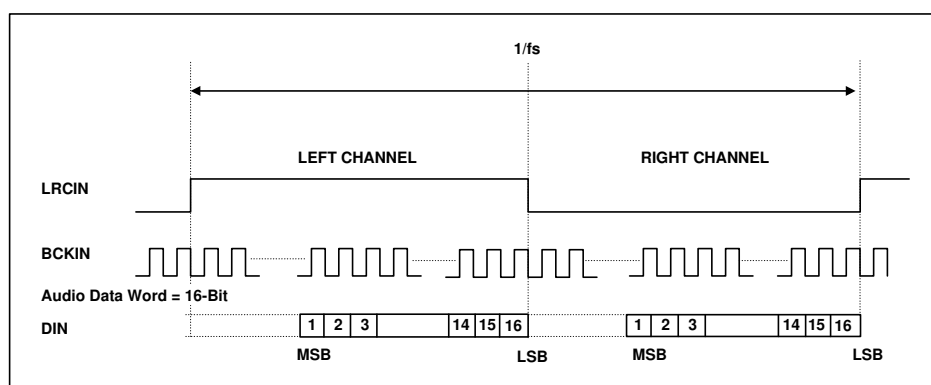 1/fs
LEFT CHANNEL RIGHT CHANNEL
LRCIN
BCKIN
Audio Data Word = 16-Bit
DIN 1 2 3 14 15 16 1 2 3 14 15 16
MSB LSB MSB LSB